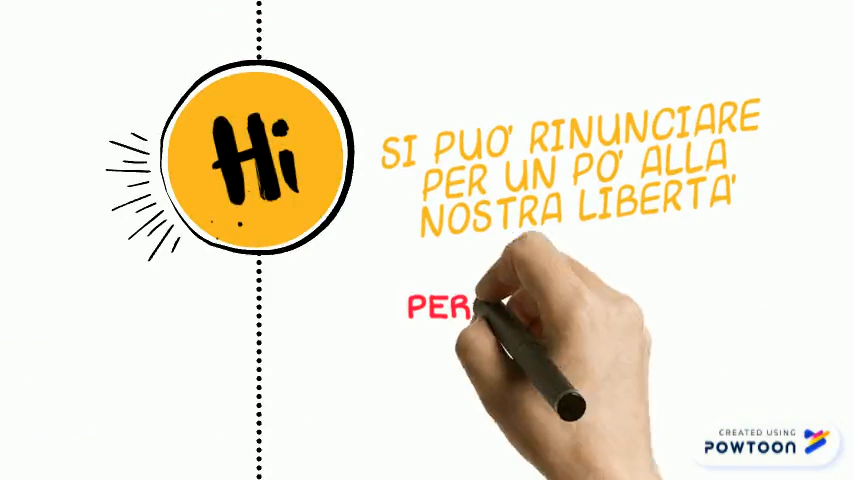 Hi
SI PUO' RINUNCIARE
PER UN PO' ALLA
NOSTRA LIBERTA'
PER
CREATED USING
POWTOON